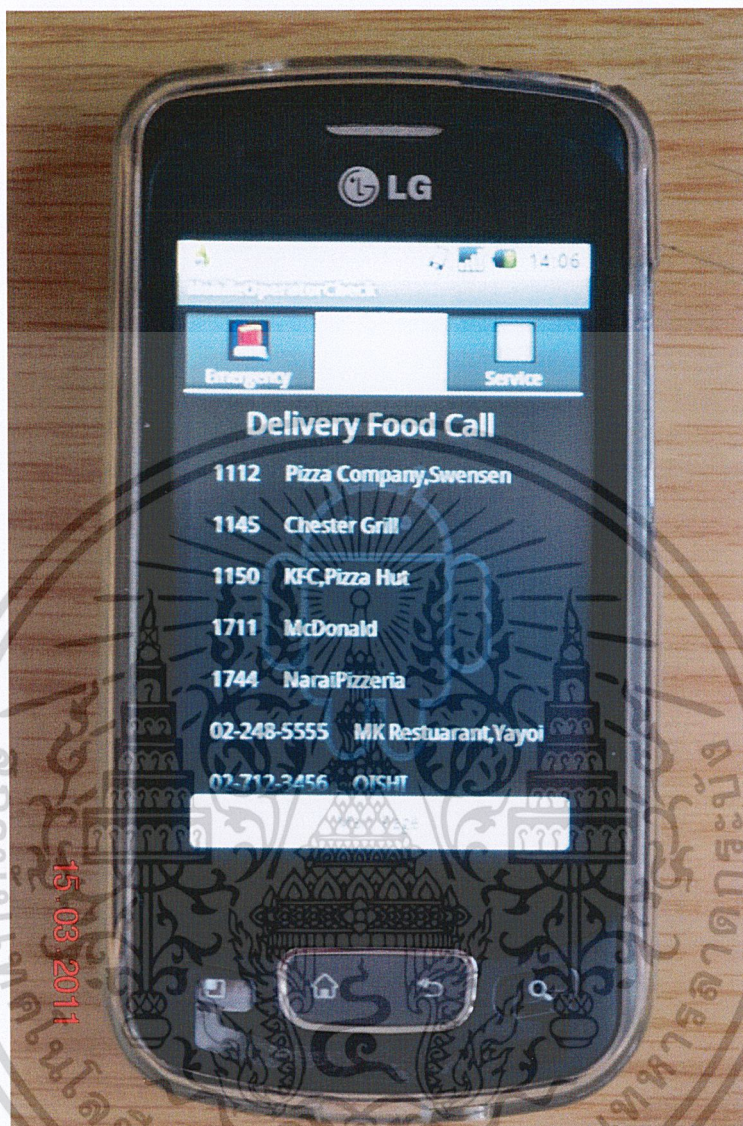 LG
14:06
MobileOperatorCheck
Emergency
Service
Delivery Food Call
1112 Pizza Company,Swensen
1145 Chester Grill
1150 KFC,Pizza Hut
1711 McDonald
1744 NaraiPizzeria
02-248-5555 MK Restuarant,Yayoi
02-712-3456 OISHI
15.03.2011